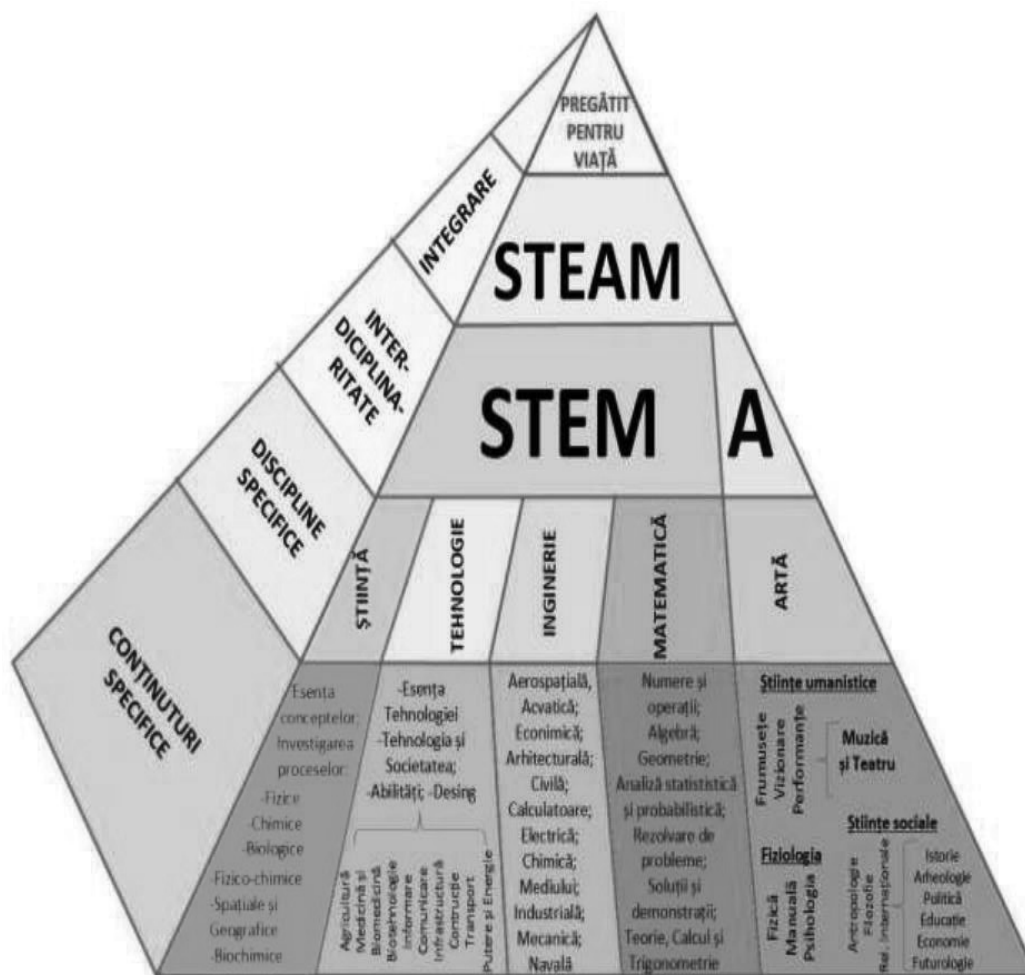 PREGĂTIT
PENTRU
VIAȚĂ
INTEGRARE
STEAM
INTER-
DICIPLINA-
RITATE
STEM
A
DISCIPLINE
SPECIFICE
ȘTIINȚĂ
TEHNOLOGIE
INGINERIE
MATEMATICĂ
ARTĂ
CONȚINUTURI
SPECIFICE
-Esența
conceptelor;
Investigarea
proceselor:
-Fizice
-Chimice
-Biologice
-Fizico-chimice
-Spațiale și
Geografice
-Biochimice
-Esența
Tehnologiei
-Tehnologia și
Societatea;
-Abilități; -Desing
Agricultură
Medicină și
Biomedicină
Biotehnologie
Informare
Comunicare
Infrastructură
Contrucție
Transport
Putere și Energie
Aerospațială,
Acvatică;
Econimică;
Arhitecturală;
Civilă;
Calculatoare;
Electrică;
Chimică;
Mediului;
Industrială;
Mecanică;
Navală
Numere și
operații;
Algebră;
Geometrie;
Analiză statististică
și probabilistică;
Rezolvare de
probleme;
Soluții și
demonstrații;
Teorie, Calcul și
Trigonometrie
Științe umanistice
Frumusețe
Vizionare
Performanțe
Muzică
și Teatru
Științe sociale
Fiziologia
Fizică
Manuală
Psihologia
Antropologie
Filozofie
Rel. Internaționale
Istorie
Arheologie
Politică
Educație
Economie
Futurologie